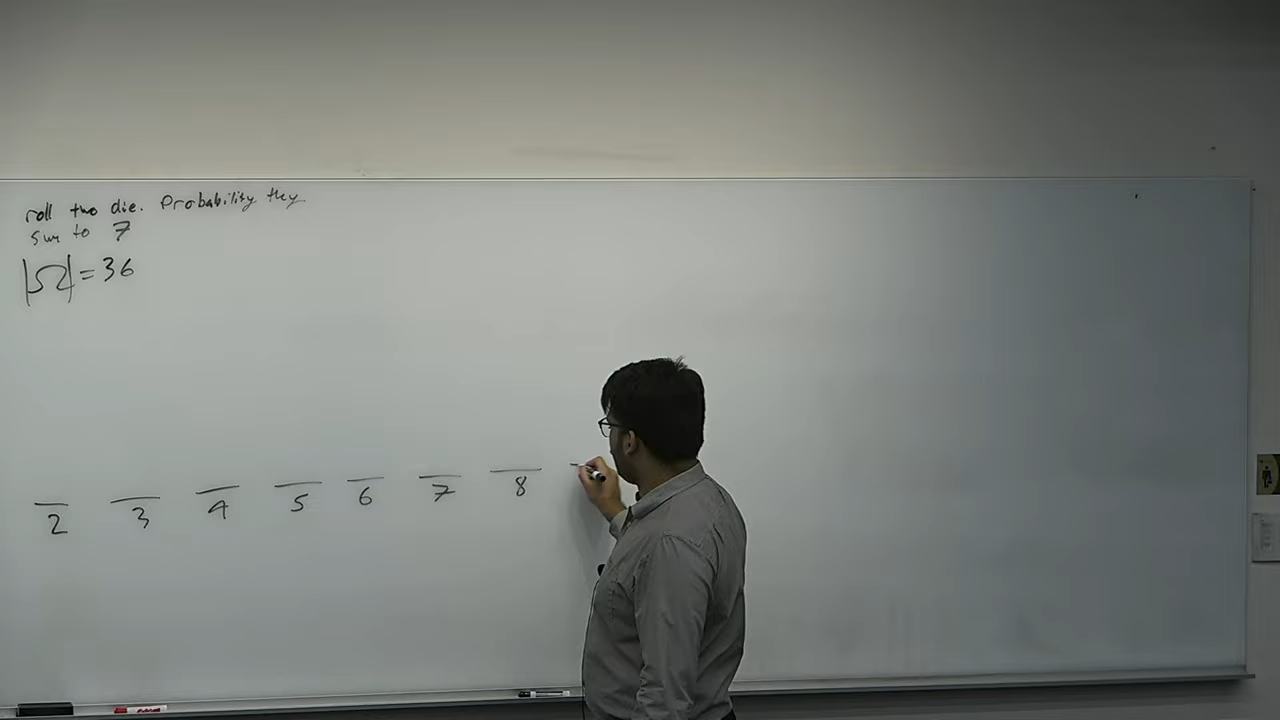 roll two die. Probability they
sum to 7
|Ω| = 36
2 3 4 5 6 7 8